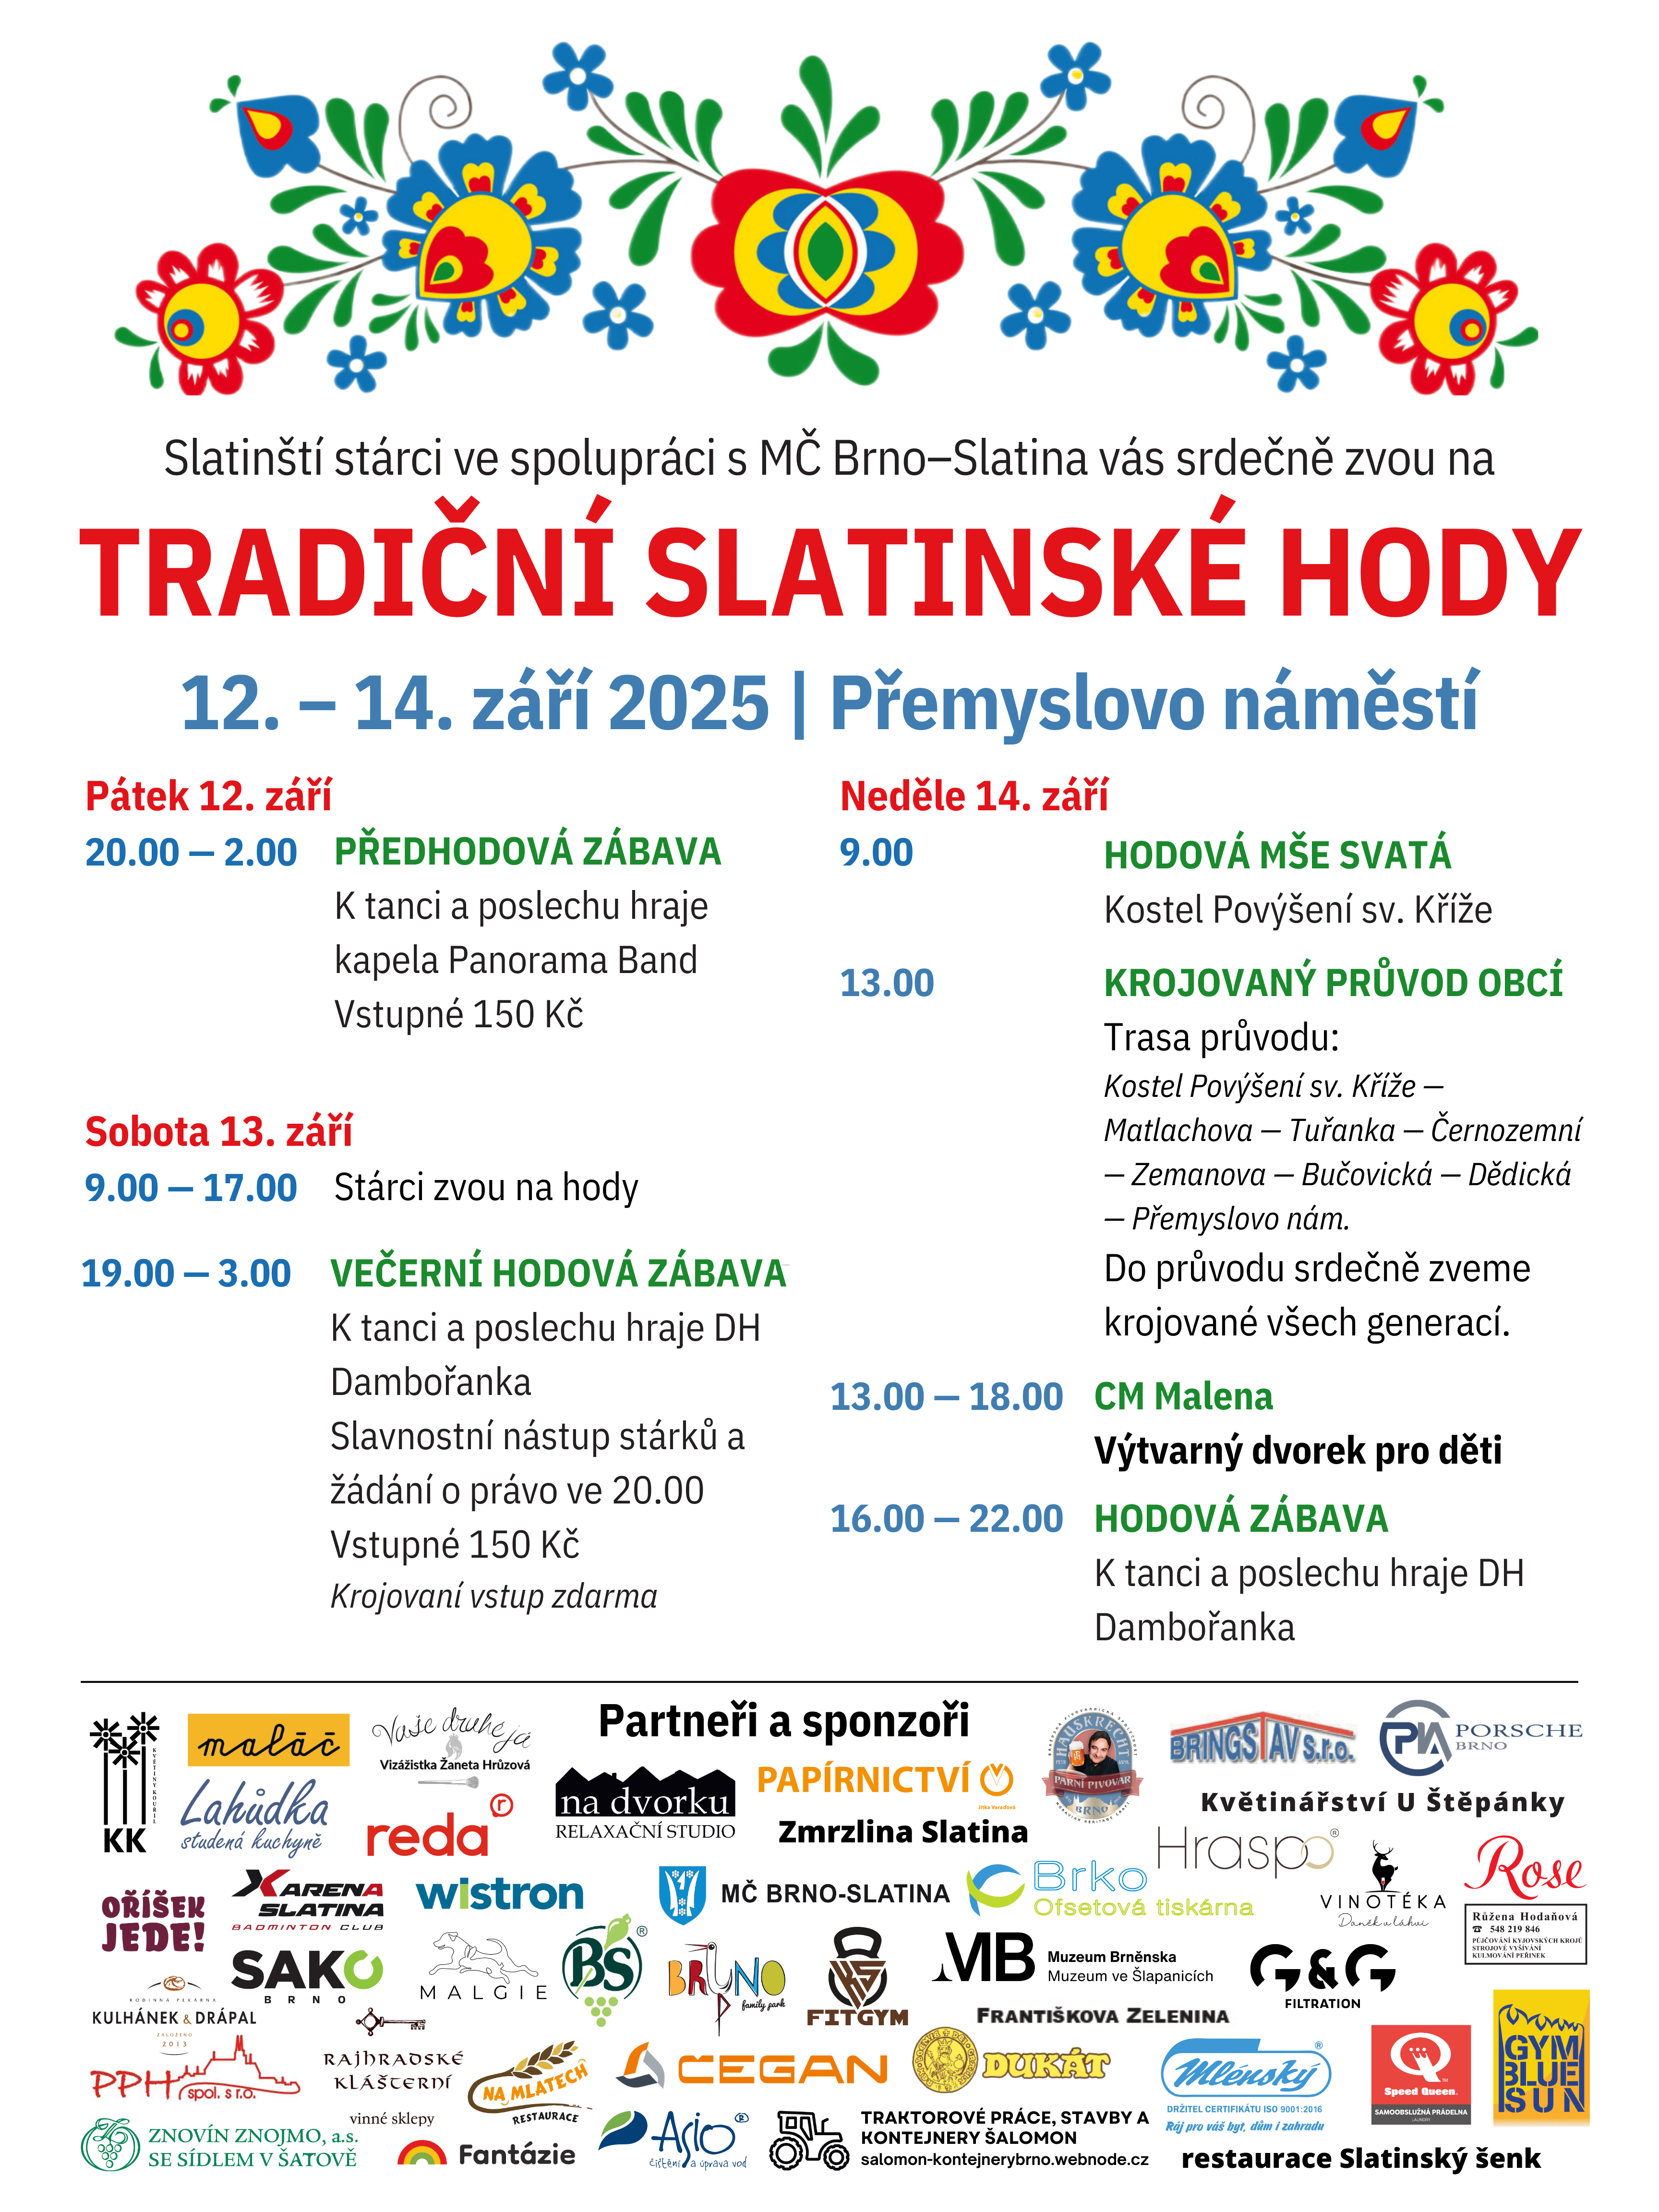 Slatinští stárci ve spolupráci s MČ Brno–Slatina vás srdečně zvou na
TRADIČNÍ SLATINSKÉ HODY
12. – 14. září 2025 | Přemyslovo náměstí
Pátek 12. září
20.00 — 2.00 PŘEDHODOVÁ ZÁBAVA
K tanci a poslechu hraje
kapela Panorama Band
Vstupné 150 Kč
Sobota 13. září
9.00 — 17.00 Stárci zvou na hody
19.00 — 3.00 VEČERNÍ HODOVÁ ZÁBAVA
K tanci a poslechu hraje DH
Dambořanka
Slavnostní nástup stárků a
žádání o právo ve 20.00
Vstupné 150 Kč
Krojovaní vstup zdarma
Neděle 14. září
9.00 HODOVÁ MŠE SVATÁ
Kostel Povýšení sv. Kříže
13.00 KROJOVANÝ PRŮVOD OBCÍ
Trasa průvodu:
Kostel Povýšení sv. Kříže —
Matlachova — Tuřanka — Černozemní
— Zemanova — Bučovická — Dědická
— Přemyslovo nám.
Do průvodu srdečně zveme
krojované všech generací.
13.00 — 18.00 CM Malena
Výtvarný dvorek pro děti
16.00 — 22.00 HODOVÁ ZÁBAVA
K tanci a poslechu hraje DH
Dambořanka
Partneři a sponzoři
KVĚTINYKOUŘIL
KK
malāč
Lahůdka
studená kuchyně
Vaše druhé já
Vizážistka Žaneta Hrůzová
reda
na dvorku
RELAXAČNÍ STUDIO
PAPÍRNICTVÍ
Jitka Varaďová
Zmrzlina Slatina
HAUSKRECHT
PARNÍ PIVOVAR
BRNO
BRINGSTAV s.r.o.
PIA PORSCHE
BRNO
Květinářství U Štěpánky
OŘÍŠEK
JEDE!
XARENA
SLATINA
BADMINTON CLUB
wistron
MČ BRNO-SLATINA
Brko
Ofsetová tiskárna
Hraspo
VINOTÉKA
Daněk u láhví
Rose
Růžena Hodaňová
☎ 548 219 846
PŮJČOVÁNÍ KYJOVSKÝCH KROJŮ
STROJOVÉ VYŠÍVÁNÍ
KULMOVÁNÍ PEŘINEK
SAKO
BRNO
MALGIE
BS
BRuNO
family park
FITGYM
MB Muzeum Brněnska
Muzeum ve Šlapanicích
G&G
FILTRATION
RODINNÁ PEKÁRNA
KULHÁNEK & DRÁPAL
ZALOŽENO
2013
FRANTIŠKOVA ZELENINA
PPH spol. s r.o.
RAJHRADSKÉ
KLÁŠTERNÍ
vinné sklepy
NA MLATECH
RESTAURACE
CEGAN
DUKÁT
Mlénský
DRŽITEL CERTIFIKÁTU ISO 9001:2016
Ráj pro váš byt, dům i zahradu
Speed Queen
SAMOOBSLUŽNÁ PRÁDELNA
LAUNDRY
GYM
BLUE
SUN
ZNOVÍN ZNOJMO, a.s.
SE SÍDLEM V ŠATOVĚ
Fantázie
Asio
čištění a úprava vod
TRAKTOROVÉ PRÁCE, STAVBY A
KONTEJNERY ŠALOMON
salomon-kontejnerybrno.webnode.cz
restaurace Slatinský šenk